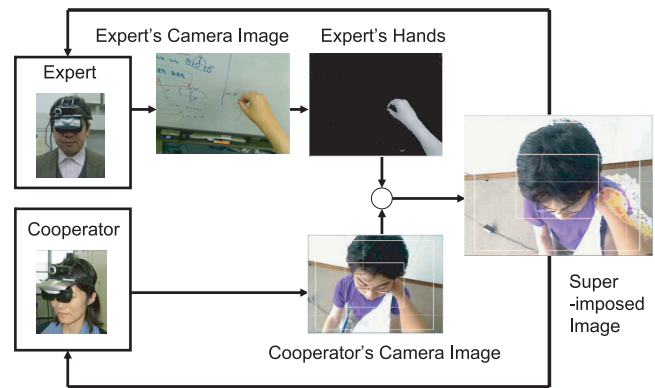 Expert's Camera Image
Expert's Hands
Expert
Cooperator
Cooperator's Camera Image
Super
-imposed
Image